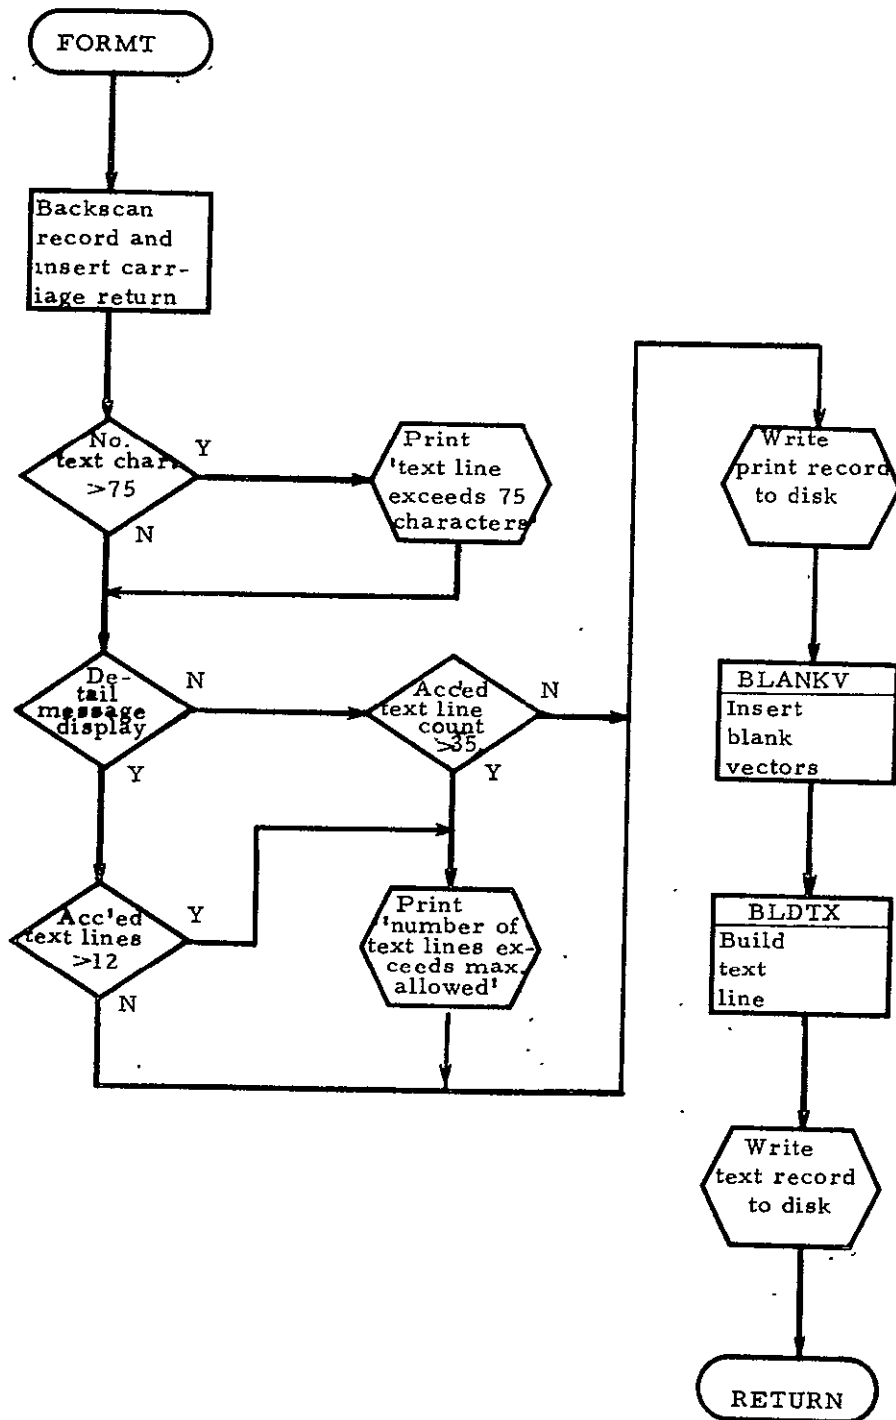 FORMT
Backscan
record and
insert carr-
iage return
No.
text char.
>75
Y
N
Print
'text line
exceeds 75
characters'
De-
tail
message
display
N
Y
Acc'ed
text line
count
>35
N
Y
Acc'ed
text lines
>12
Y
N
Print
'number of
text lines ex-
ceeds max.
allowed'
Write
print record
to disk
BLANKV
Insert
blank
vectors
BLDTX
Build
text
line
Write
text record
to disk
RETURN